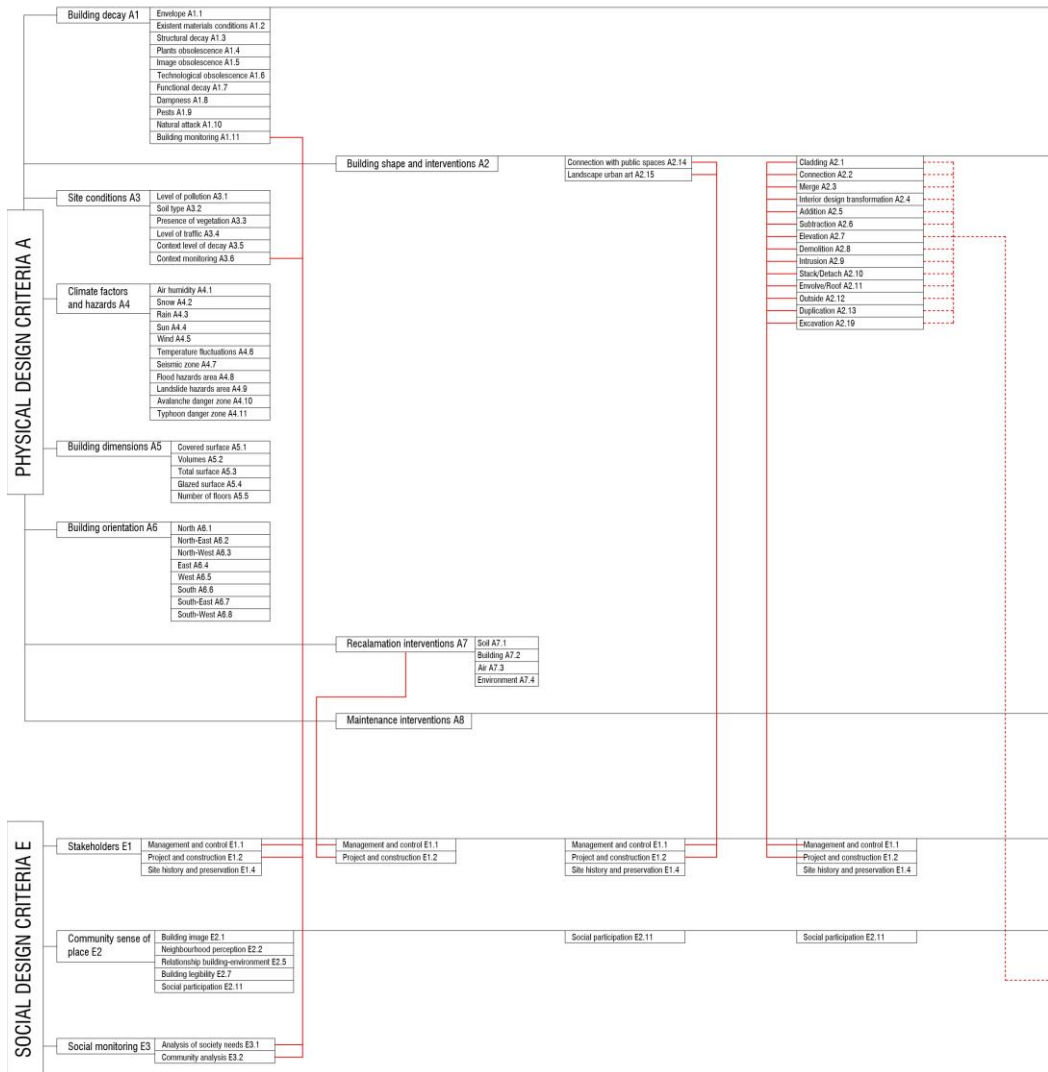 PHYSICAL DESIGN CRITERIA A
Building decay A1
Envelope A1.1
Existent materials conditions A1.2
Structural decay A1.3
Plants obsolescence A1.4
Image obsolescence A1.5
Technological obsolescence A1.6
Functional decay A1.7
Dampness A1.8
Pests A1.9
Natural attack A1.10
Building monitoring A1.11
Building shape and interventions A2
Connection with public spaces A2.14
Landscape urban art A2.15
Cladding A2.1
Connection A2.2
Merge A2.3
Interior design transformation A2.4
Addition A2.5
Subtraction A2.6
Elevation A2.7
Demolition A2.8
Intrusion A2.9
Stack/Detach A2.10
Envolve/Roof A2.11
Outside A2.12
Duplication A2.13
Excavation A2.19
Site conditions A3
Level of pollution A3.1
Soil type A3.2
Presence of vegetation A3.3
Level of traffic A3.4
Context level of decay A3.5
Context monitoring A3.6
Climate factors
and hazards A4
Air humidity A4.1
Snow A4.2
Rain A4.3
Sun A4.4
Wind A4.5
Temperature fluctuations A4.6
Seismic zone A4.7
Flood hazards area A4.8
Landslide hazards area A4.9
Avalanche danger zone A4.10
Typhoon danger zone A4.11
Building dimensions A5
Covered surface A5.1
Volumes A5.2
Total surface A5.3
Glazed surface A5.4
Number of floors A5.5
Building orientation A6
North A6.1
North-East A6.2
North-West A6.3
East A6.4
West A6.5
South A6.6
South-East A6.7
South-West A6.8
Recalamation interventions A7
Soil A7.1
Building A7.2
Air A7.3
Environment A7.4
Maintenance interventions A8
SOCIAL DESIGN CRITERIA E
Stakeholders E1
Management and control E1.1
Project and construction E1.2
Site history and preservation E1.4
Management and control E1.1
Project and construction E1.2
Management and control E1.1
Project and construction E1.2
Site history and preservation E1.4
Management and control E1.1
Project and construction E1.2
Site history and preservation E1.4
Community sense of
place E2
Building image E2.1
Neighbourhood perception E2.2
Relationship building-environment E2.5
Building legibility E2.7
Social participation E2.11
Social participation E2.11
Social participation E2.11
Social monitoring E3
Analysis of society needs E3.1
Community analysis E3.2